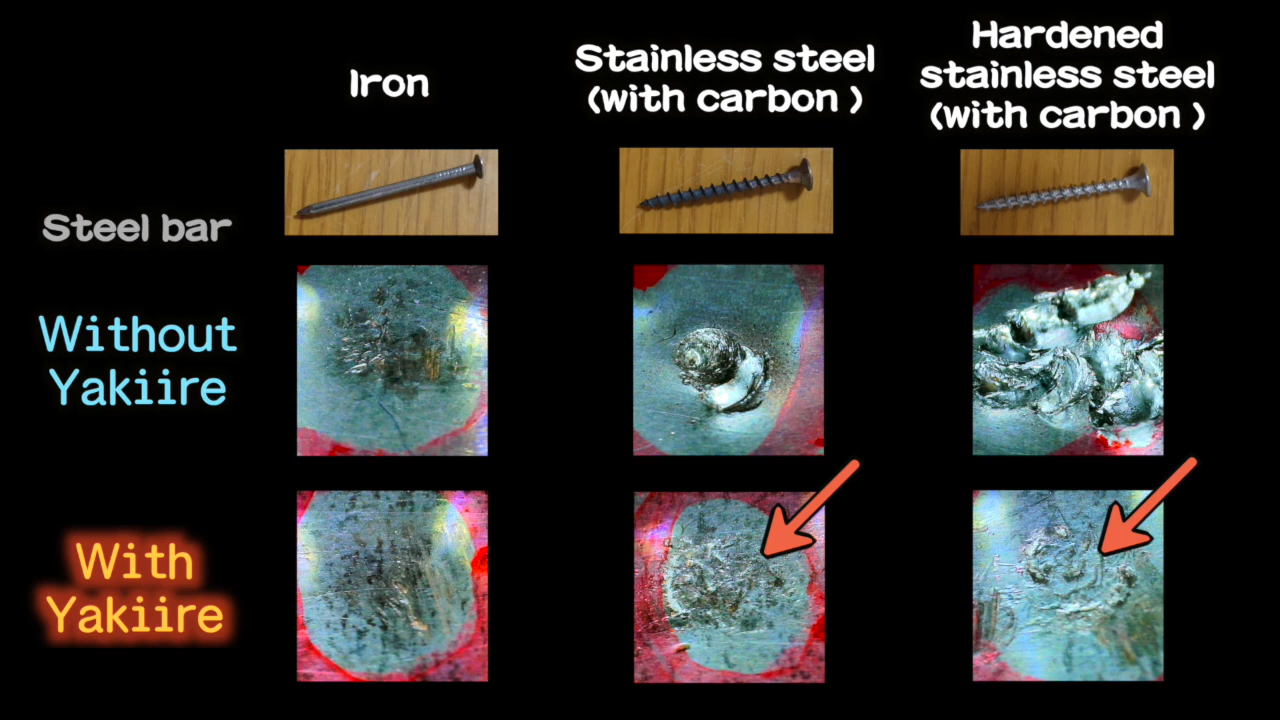 Iron
Stainless steel
(with carbon )
Hardened
stainless steel
(with carbon )
Steel bar
Without
Yakiire
With
Yakiire